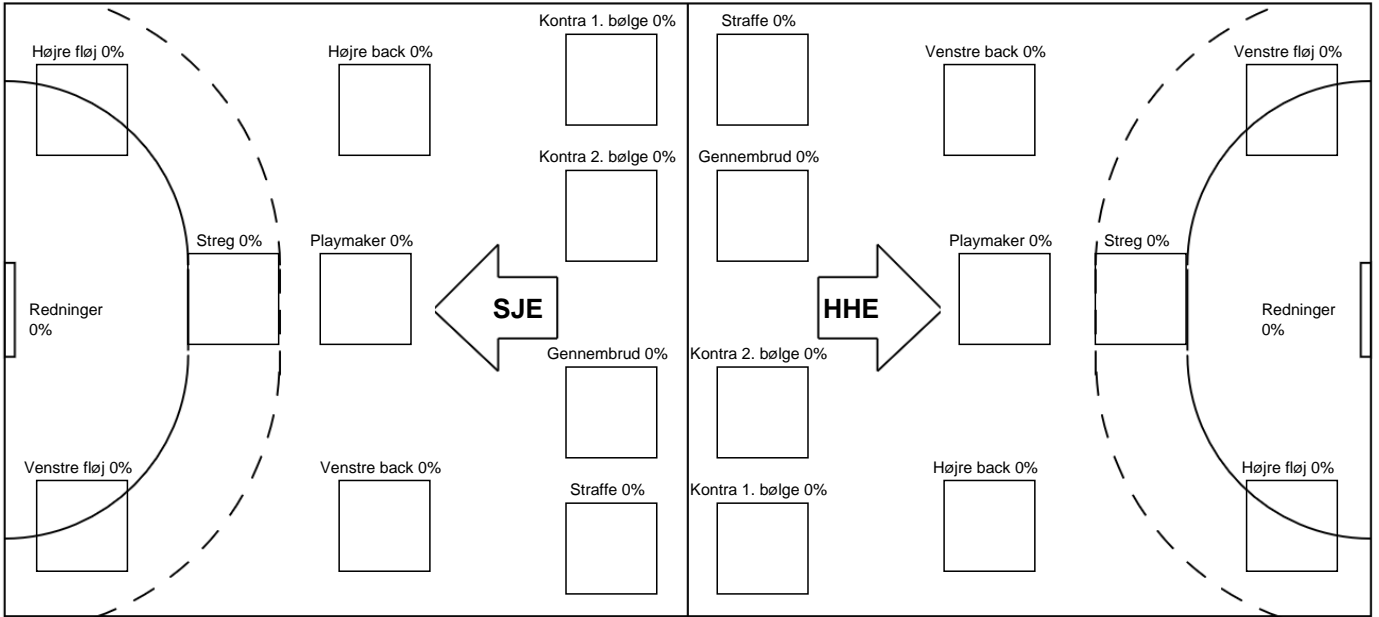 Kontra 1. bølge 0%
Straffe 0%
Højre fløj 0%
Højre back 0%
Venstre back 0%
Venstre fløj 0%
Kontra 2. bølge 0%
Gennembrud 0%
Streg 0%
Playmaker 0%
Playmaker 0%
Streg 0%
Redninger
0%
SJE
HHE
Redninger
0%
Gennembrud 0%
Kontra 2. bølge 0%
Venstre fløj 0%
Venstre back 0%
Straffe 0%
Kontra 1. bølge 0%
Højre back 0%
Højre fløj 0%